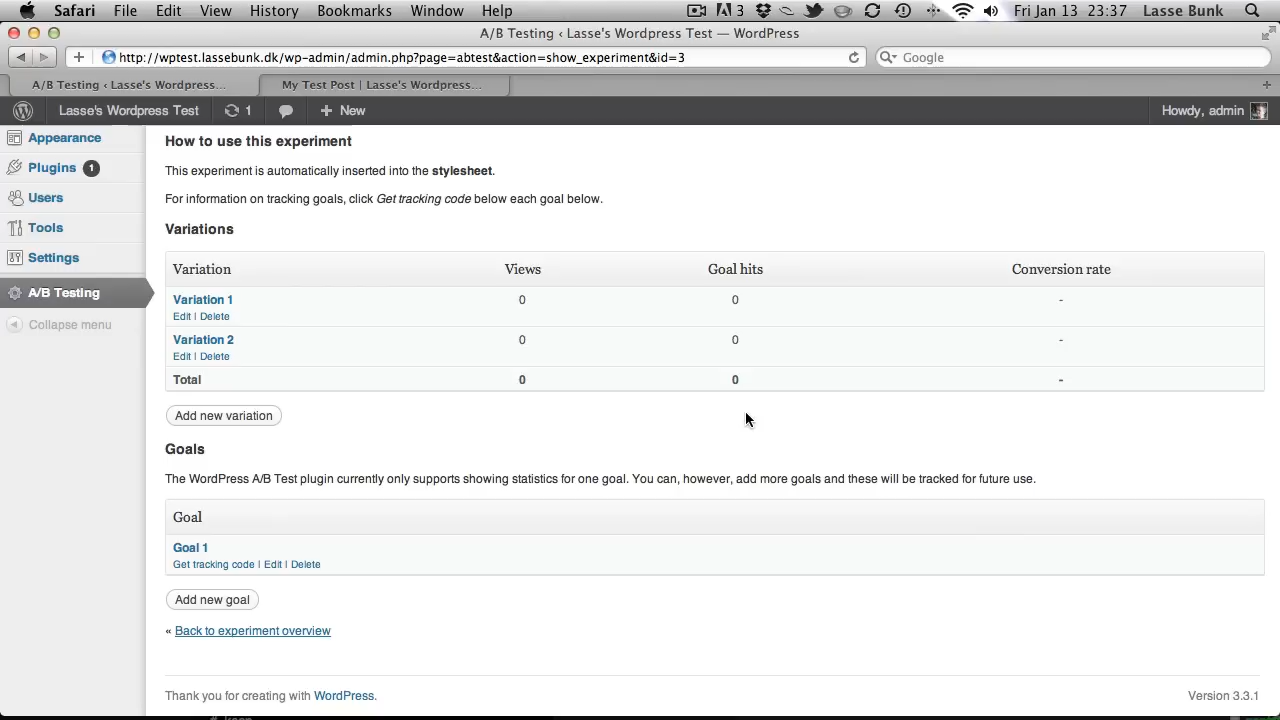 Safari File Edit View History Bookmarks Window Help 3 Fri Jan 13 23:37 Lasse Bunk
A/B Testing ‹ Lasse's Wordpress Test — WordPress
http://wptest.lassebunk.dk/wp-admin/admin.php?page=abtest&action=show_experiment&id=3 Google
A/B Testing ‹ Lasse's Wordpress... My Test Post | Lasse's Wordpress...
Lasse's Wordpress Test 1 + New Howdy, admin
Appearance
Plugins 1
Users
Tools
Settings
A/B Testing
Collapse menu
How to use this experiment
This experiment is automatically inserted into the stylesheet.
For information on tracking goals, click Get tracking code below each goal below.
Variations
Variation Views Goal hits Conversion rate
Variation 1 0 0 -
Edit | Delete
Variation 2 0 0 -
Edit | Delete
Total 0 0 -
Add new variation
Goals
The WordPress A/B Test plugin currently only supports showing statistics for one goal. You can, however, add more goals and these will be tracked for future use.
Goal
Goal 1
Get tracking code | Edit | Delete
Add new goal
« Back to experiment overview
Thank you for creating with WordPress. Version 3.3.1